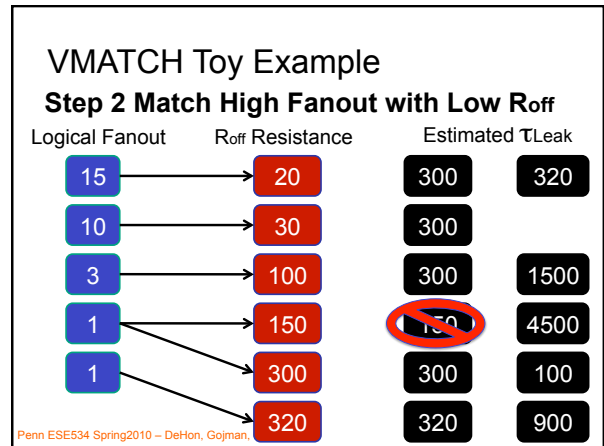 VMATCH Toy Example
Step 2 Match High Fanout with Low Roff
Logical Fanout Roff Resistance Estimated τLeak
15 20 300 320
10 30 300
3 100 300 1500
1 150 150 4500
1 300 300 100
320 320 900
Penn ESE534 Spring2010 – DeHon, Gojman,